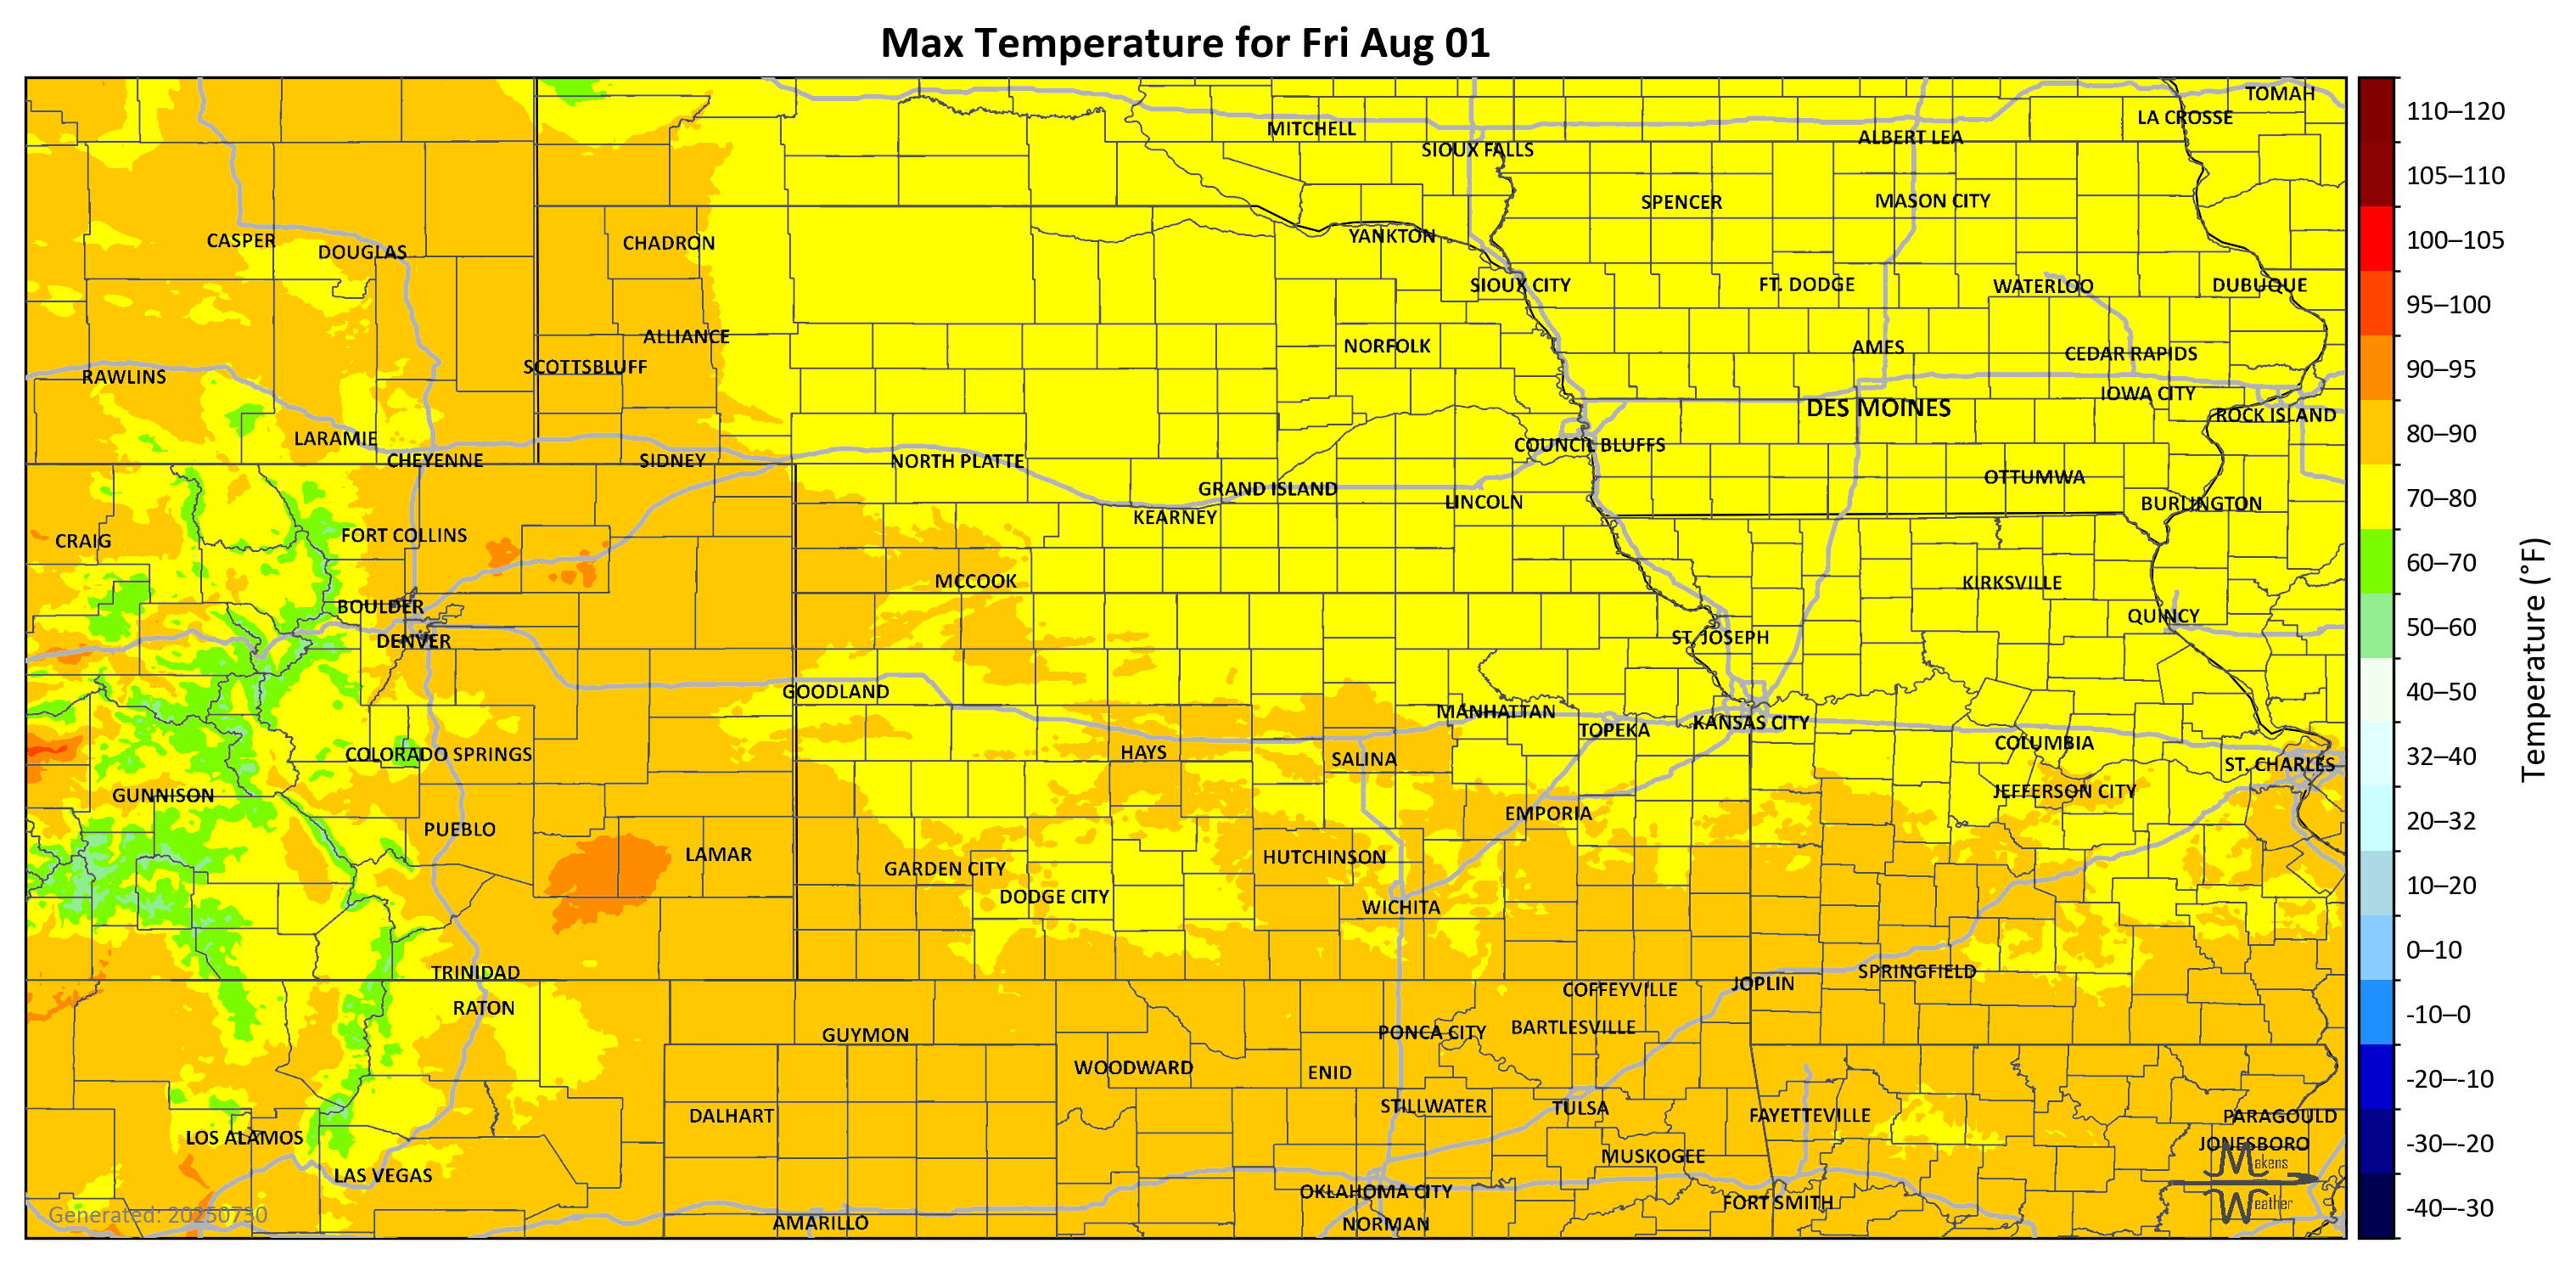 Max Temperature for Fri Aug 01
TOMAH
LA CROSSE
MITCHELL
ALBERT LEA
SIOUX FALLS
SPENCER
MASON CITY
CASPER
DOUGLAS
CHADRON
YANKTON
SIOUX CITY
FT. DODGE
WATERLOO
DUBUQUE
ALLIANCE
NORFOLK
AMES
CEDAR RAPIDS
SCOTTSBLUFF
RAWLINS
IOWA CITY
DES MOINES
ROCK ISLAND
LARAMIE
COUNCIL BLUFFS
CHEYENNE
SIDNEY
NORTH PLATTE
OTTUMWA
GRAND ISLAND
LINCOLN
BURLINGTON
KEARNEY
FORT COLLINS
CRAIG
MCCOOK
KIRKSVILLE
BOULDER
QUINCY
DENVER
ST. JOSEPH
GOODLAND
MANHATTAN
TOPEKA
KANSAS CITY
COLUMBIA
COLORADO SPRINGS
HAYS
SALINA
ST. CHARLES
GUNNISON
JEFFERSON CITY
EMPORIA
PUEBLO
LAMAR
HUTCHINSON
GARDEN CITY
DODGE CITY
WICHITA
TRINIDAD
SPRINGFIELD
JOPLIN
COFFEYVILLE
RATON
BARTLESVILLE
PONCA CITY
GUYMON
WOODWARD
ENID
STILLWATER
TULSA
DALHART
FAYETTEVILLE
PARAGOULD
LOS ALAMOS
JONESBORO
MUSKOGEE
LAS VEGAS
OKLAHOMA CITY
FORT SMITH
AMARILLO
NORMAN
Generated: 20250730
Makens
Weather
110–120
105–110
100–105
95–100
90–95
80–90
70–80
60–70
50–60
40–50
32–40
20–32
10–20
0–10
-10–0
-20–-10
-30–-20
-40–-30
Temperature (°F)